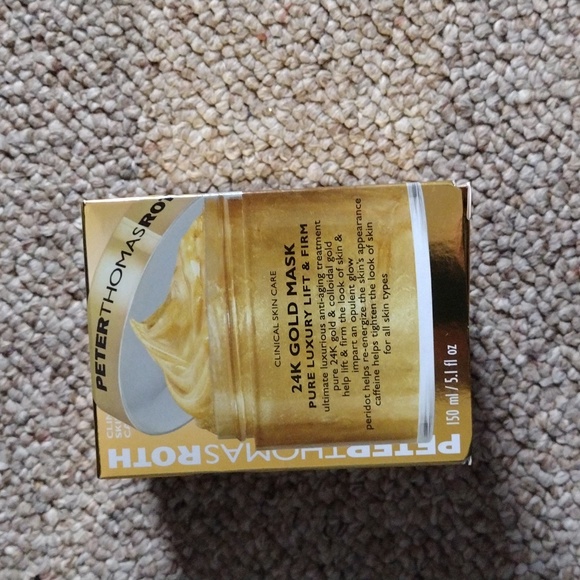 PETERTHOMASROTH
CLINICAL SKIN CARE
24K GOLD MASK
PURE LUXURY LIFT & FIRM
ultimate luxurious anti-aging treatment
pure 24K gold & colloidal gold
help lift & firm the look of skin &
impart an opulent glow
peridot helps re-energize the skin's appearance
caffeine helps tighten the look of skin
for all skin types
150 ml / 5.1 fl oz
PETERTHOMASROTH